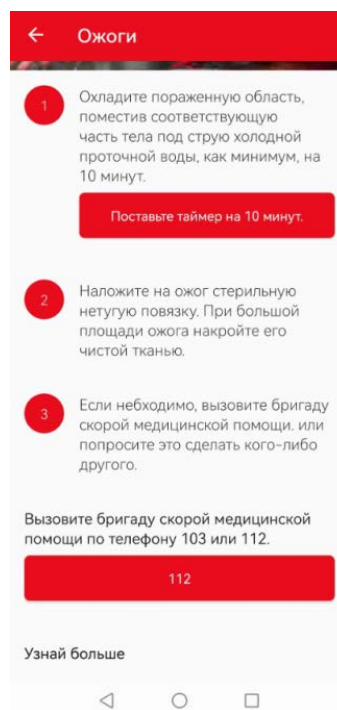 Ожоги
1
Охладите пораженную область,
поместив соответствующую
часть тела под струю холодной
проточной воды, как минимум, на
10 минут.
Поставьте таймер на 10 минут.
2
Наложите на ожог стерильную
нетугую повязку. При большой
площади ожога накройте его
чистой тканью.
3
Если небходимо, вызовите бригаду
скорой медицинской помощи. или
попросите это сделать кого-либо
другого.
Вызовите бригаду скорой медицинской
помощи по телефону 103 или 112.
112
Узнай больше